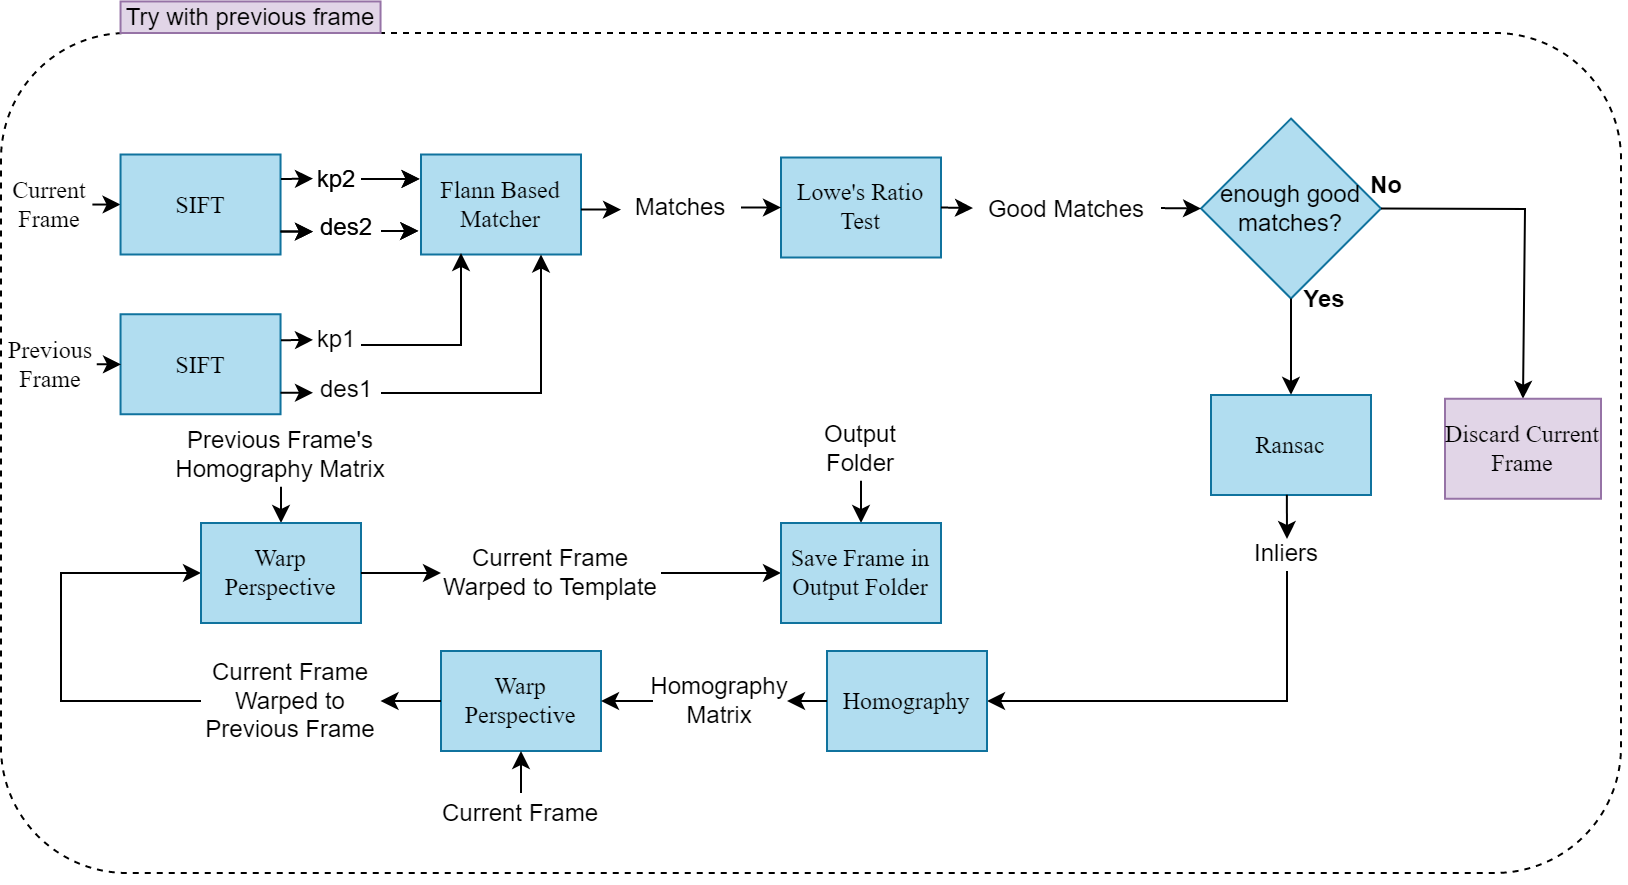 Try with previous frame
Current
Frame
SIFT
kp2
des2
Flann Based
Matcher
Matches
Lowe's Ratio
Test
Good Matches
enough good
matches?
No
Yes
Previous
Frame
SIFT
kp1
des1
Ransac
Discard Current
Frame
Previous Frame's
Homography Matrix
Output
Folder
Warp
Perspective
Current Frame
Warped to Template
Save Frame in
Output Folder
Inliers
Current Frame
Warped to
Previous Frame
Warp
Perspective
Homography
Matrix
Homography
Current Frame